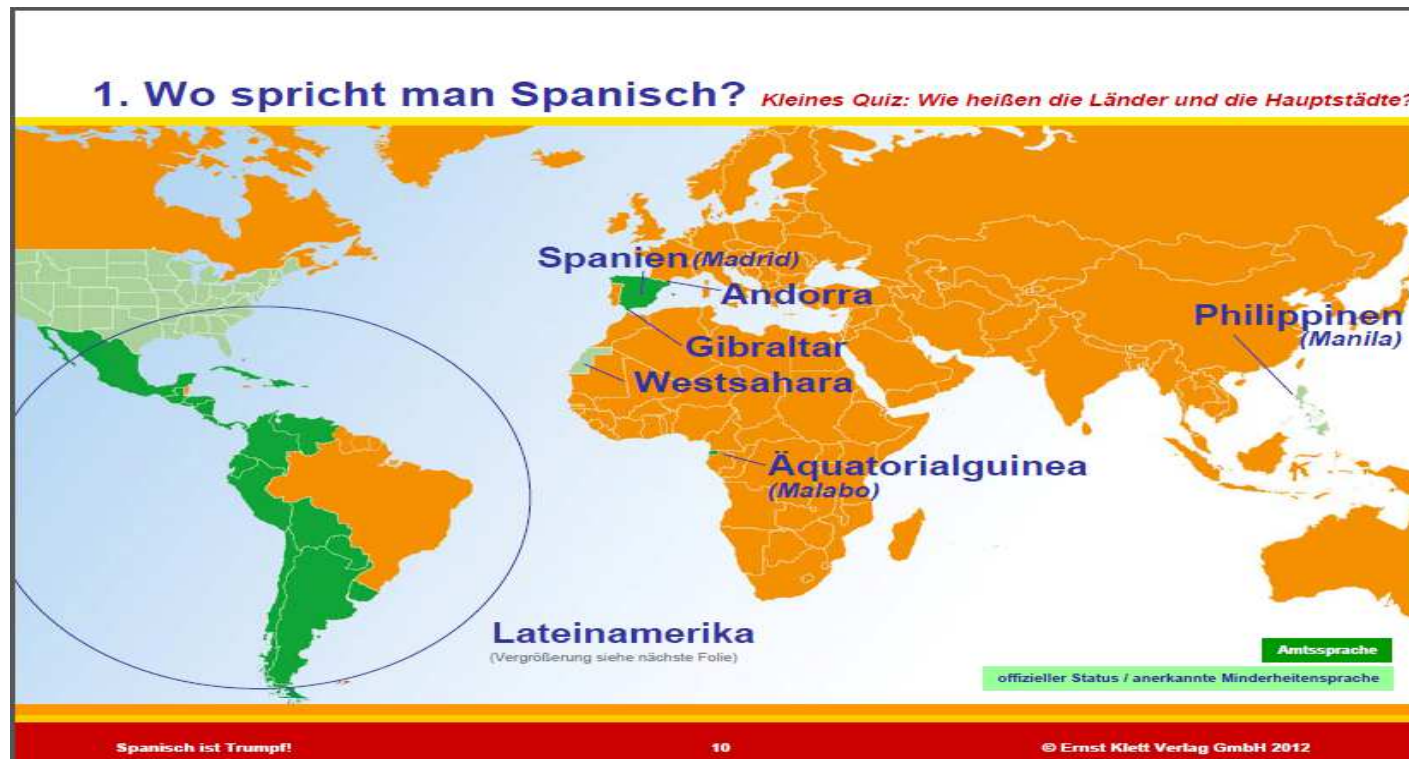 1. Wo spricht man Spanisch? Kleines Quiz: Wie heißen die Länder und die Hauptstädte?
Spanien (Madrid)
Andorra
Gibraltar
Westsahara
Philippinen
(Manila)
Äquatorialguinea
(Malabo)
Lateinamerika
(Vergrößerung siehe nächste Folie)
Amtssprache
offizieller Status / anerkannte Minderheitensprache
Spanisch ist Trumpf! 10 © Ernst Klett Verlag GmbH 2012